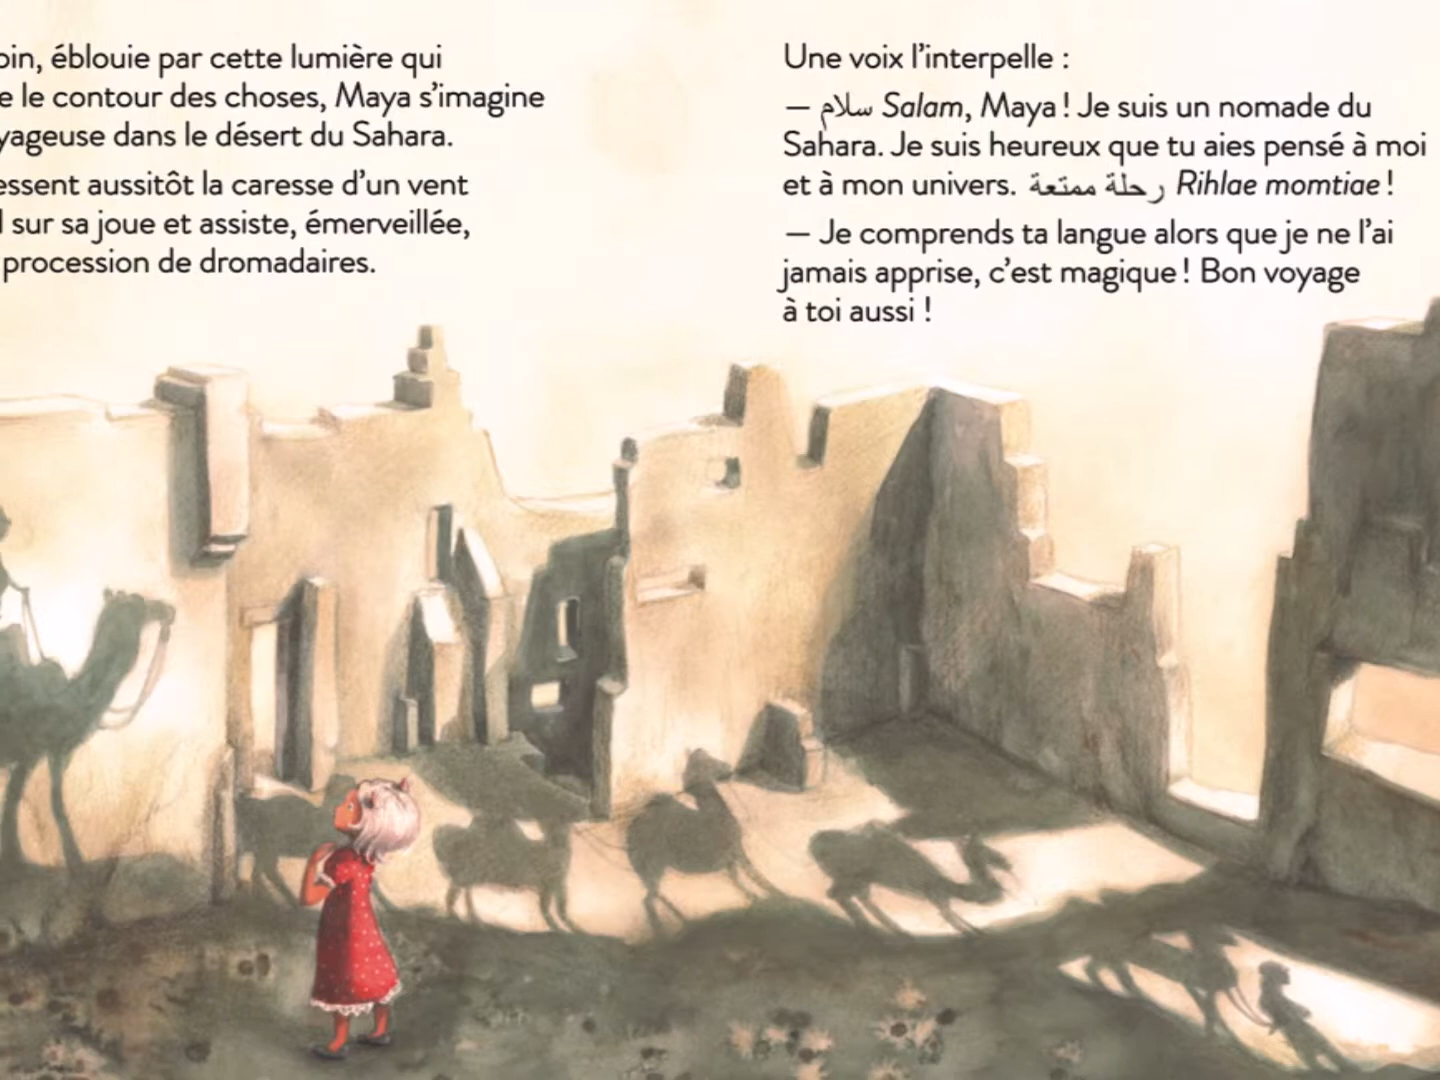 éblouie par cette lumière qui
le contour des choses, Maya s’imagine
dans le désert du Sahara.
aussitôt la caresse d’un vent
sur sa joue et assiste, émerveillée,
procession de dromadaires.
Une voix l’interpelle :
— سلام Salam, Maya ! Je suis un nomade du
Sahara. Je suis heureux que tu aies pensé à moi
et à mon univers. رحلة ممتعة Rihlae momtiae !
— Je comprends ta langue alors que je ne l’ai
jamais apprise, c’est magique ! Bon voyage
à toi aussi !